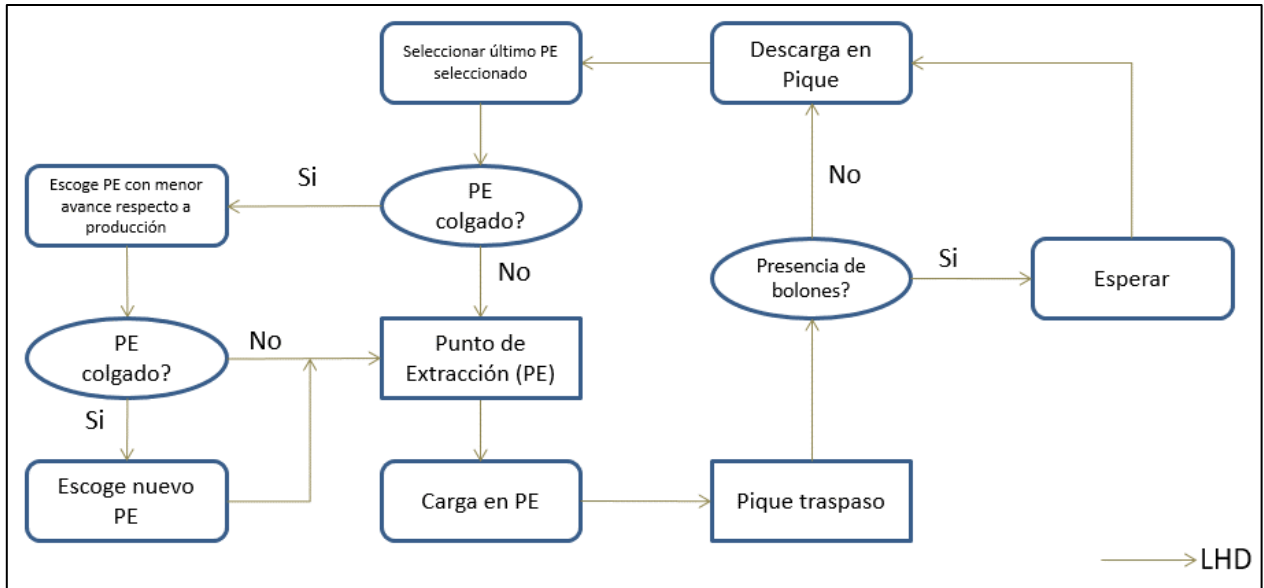 Seleccionar último PE
seleccionado
Descarga en
Pique
Escoge PE con menor
avance respecto a
producción
Si
PE
colgado?
No
No
Presencia de
bolones?
Si
Esperar
PE
colgado?
No
Punto de
Extracción (PE)
Si
Escoge nuevo
PE
Carga en PE
Pique traspaso
LHD